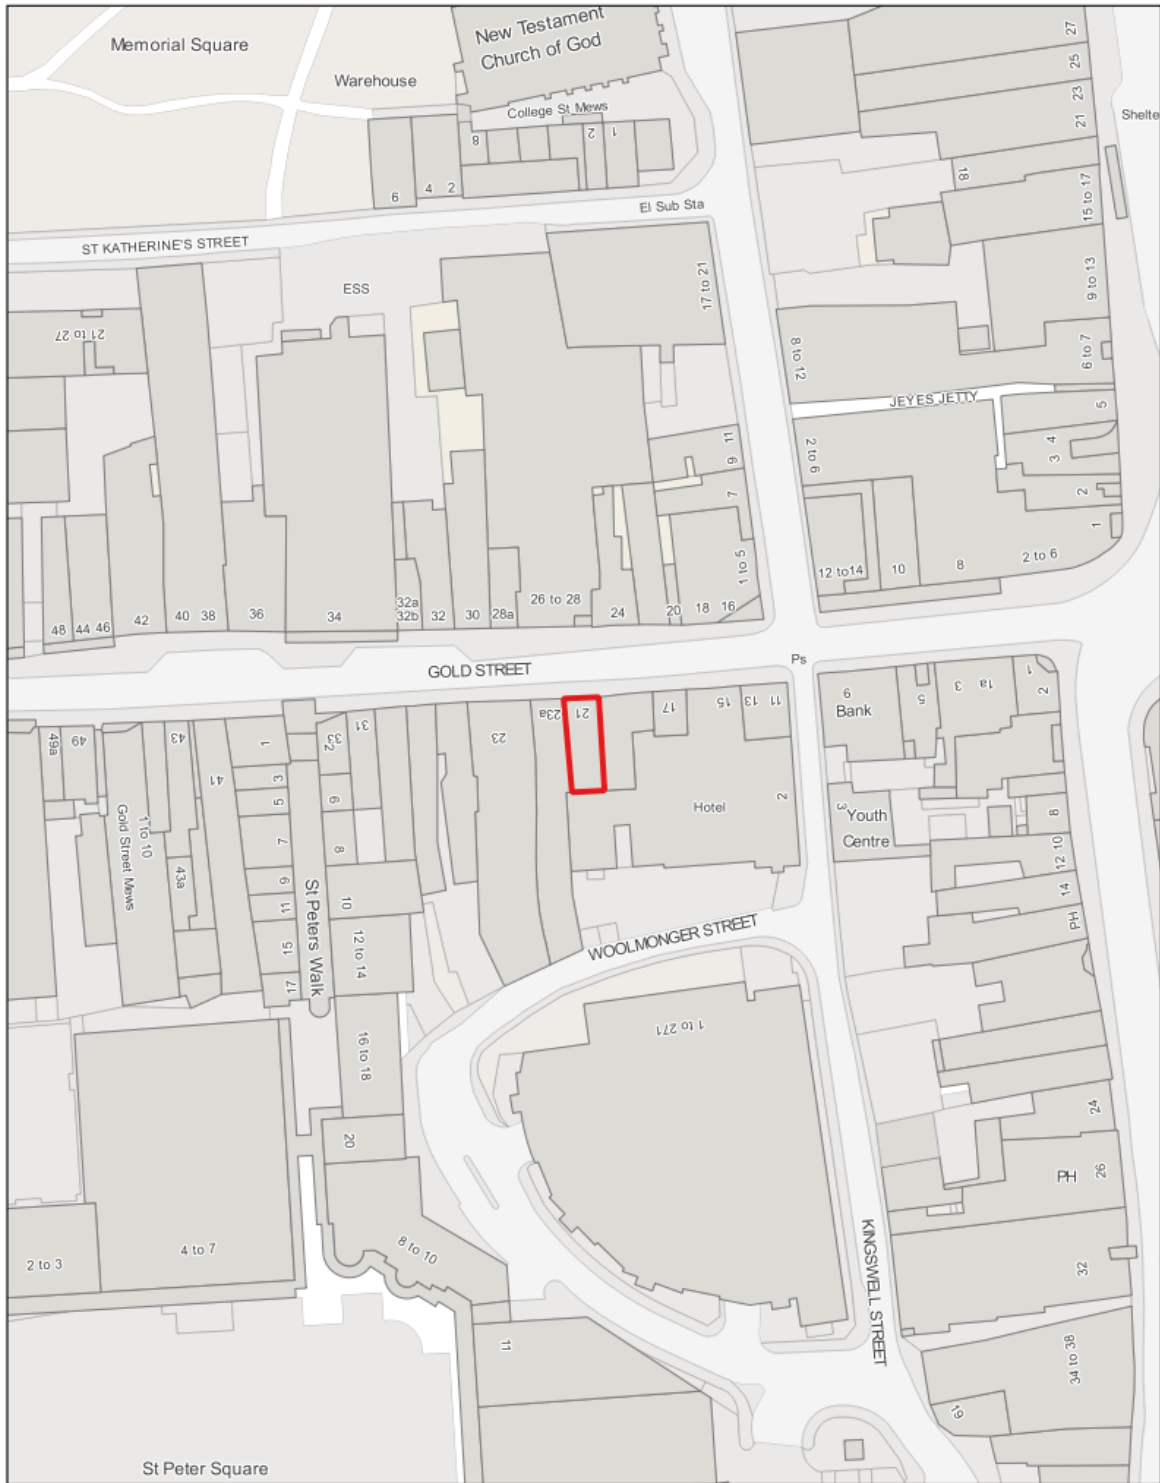 New Testament
Church of God
Memorial Square
Warehouse
College St Mews
8
2
1
6
4
2
El Sub Sta
ST KATHERINE'S STREET
ESS
17 to 21
21 to 27
27
25
23
21
Shelte
18
15 to 17
9 to 13
6 to 7
8 to 12
JEYES JETTY
5
4
3
2
1
2 to 6
12 to 14
10
8
2 to 6
11
9
7
1 to 5
48
44
46
42
40
38
36
34
32a
32b
32
30
28a
26 to 28
24
20
18
16
GOLD STREET
Ps
49a
49
43
41
1
33
2
31
23
23a
21
17
15
13
11
9
Bank
5
3
1a
1
2
3
5
7
9
11
15
17
6
8
10
12 to 14
16 to 18
20
1 to 10
Gold Street Mews
43a
St Peters Walk
Hotel
2
3
Youth
Centre
8
10
12
14
PH
WOOLMONGER STREET
1 to 271
24
PH
26
32
34 to 38
19
KINGSWELL STREET
2 to 3
4 to 7
8 to 10
11
St Peter Square